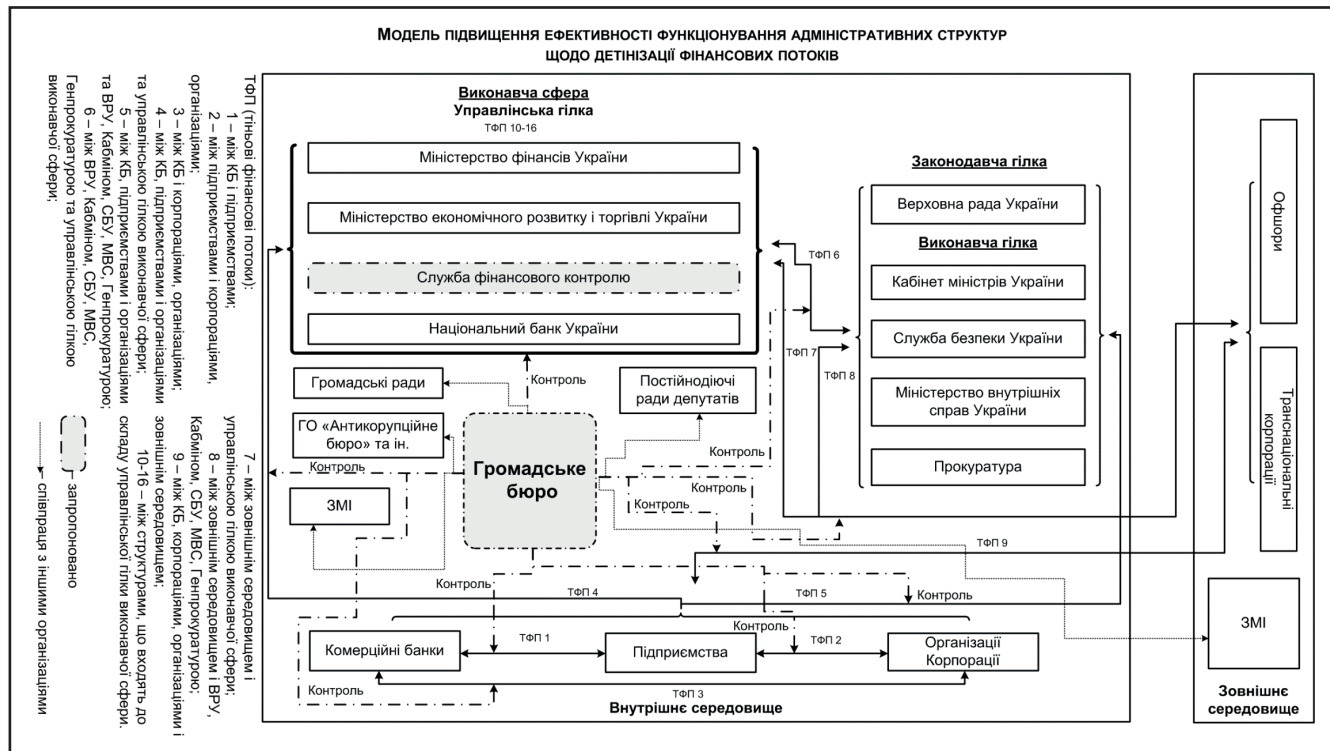 МОДЕЛЬ ПІДВИЩЕННЯ ЕФЕКТИВНОСТІ ФУНКЦІОНУВАННЯ АДМІНІСТРАТИВНИХ СТРУКТУР
ЩОДО ДЕТІНІЗАЦІЇ ФІНАНСОВИХ ПОТОКІВ
ТФП (тіньові фінансові потоки):
1 – між КБ і підприємствами;
2 – між підприємствами і корпораціями,
організаціями;
3 – між КБ і корпораціями, організаціями;
4 – між КБ, підприємствами і організаціями
та управлінською гілкою виконавчої сфери;
5 – між КБ, підприємствами і організаціями
та ВРУ, Кабміном, СБУ, МВС, Генпрокуратурою;
6 – між ВРУ, Кабміном, СБУ, МВС,
Генпрокуратурою та управлінською гілкою
виконавчої сфери;
7 – між зовнішнім середовищем і
управлінською гілкою виконавчої сфери;
8 – між зовнішнім середовищем і ВРУ,
Кабміном, СБУ, МВС, Генпрокуратурою;
9 – між КБ, корпораціями, організаціями і
зовнішнім середовищем;
10-16 – між структурами, що входять до
складу управлінської гілки виконавчої сфери.
запропоновано
співпраця з іншими організаціями
Виконавча сфера
Управлінська гілка
ТФП 10-16
Міністерство фінансів України
Міністерство економічного розвитку і торгівлі України
Служба фінансового контролю
Національний банк України
Законодавча гілка
Верховна рада України
Виконавча гілка
Кабінет міністрів України
Служба безпеки України
Міністерство внутрішніх
справ України
Прокуратура
ТФП 6
ТФП 7
ТФП 8
Контроль
Громадські ради
Постійнодіючі
ради депутатів
ГО «Антикорупційне
бюро» та ін.
Громадське
бюро
Контроль
Контроль
Контроль
Контроль
ЗМІ
ТФП 9
ТФП 4
ТФП 5
Контроль
Контроль
Контроль
Комерційні банки
ТФП 1
Підприємства
ТФП 2
Організації
Корпорації
Контроль
ТФП 3
Внутрішнє середовище
Офшори
Транснаціональні
корпорації
ЗМІ
Зовнішнє
середовище